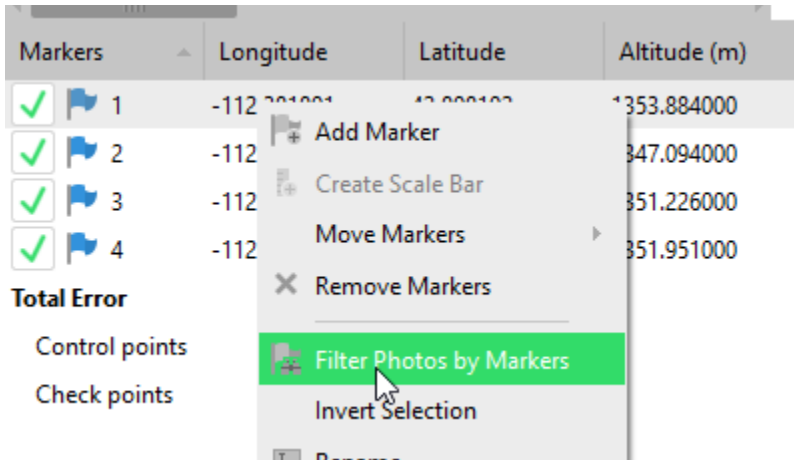 Markers Longitude Latitude Altitude (m)
1 -112 1353.884000
2 -112 347.094000
3 -112 351.226000
4 -112 351.951000
Total Error
Control points
Check points
Add Marker
Create Scale Bar
Move Markers
Remove Markers
Filter Photos by Markers
Invert Selection